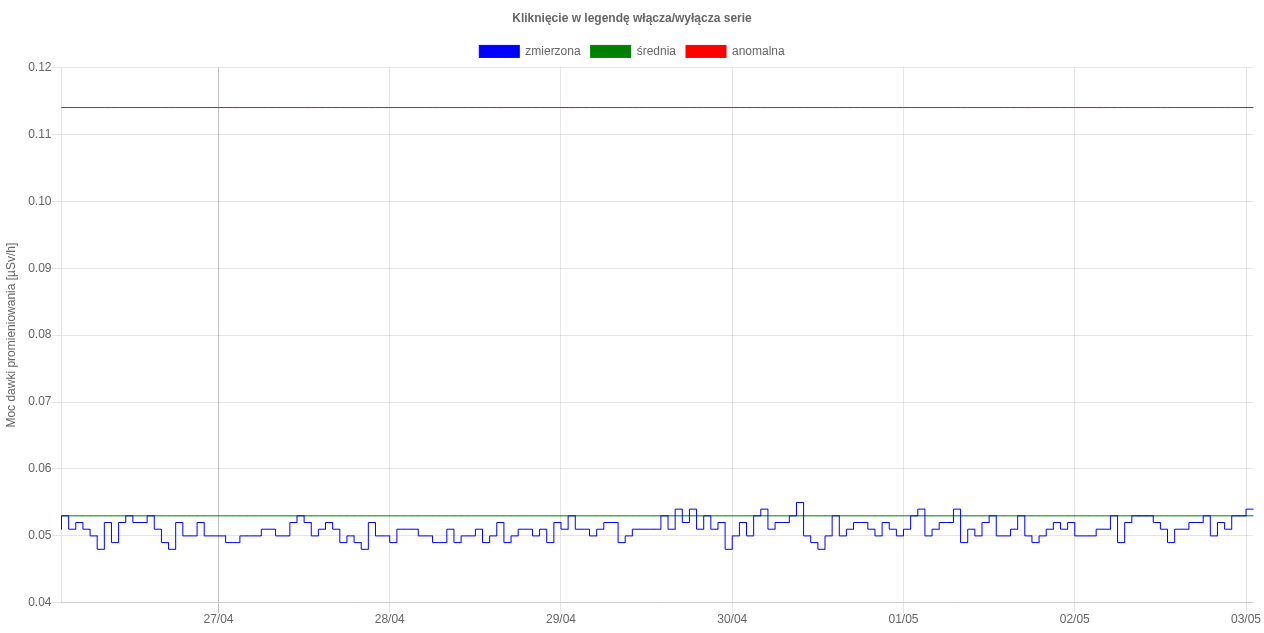 Kliknięcie w legendę włącza/wyłącza serie
zmierzona średnia anomalna
Moc dawki promieniowania [µSv/h]
0.12
0.11
0.10
0.09
0.08
0.07
0.06
0.05
0.04
27/04 28/04 29/04 30/04 01/05 02/05 03/05